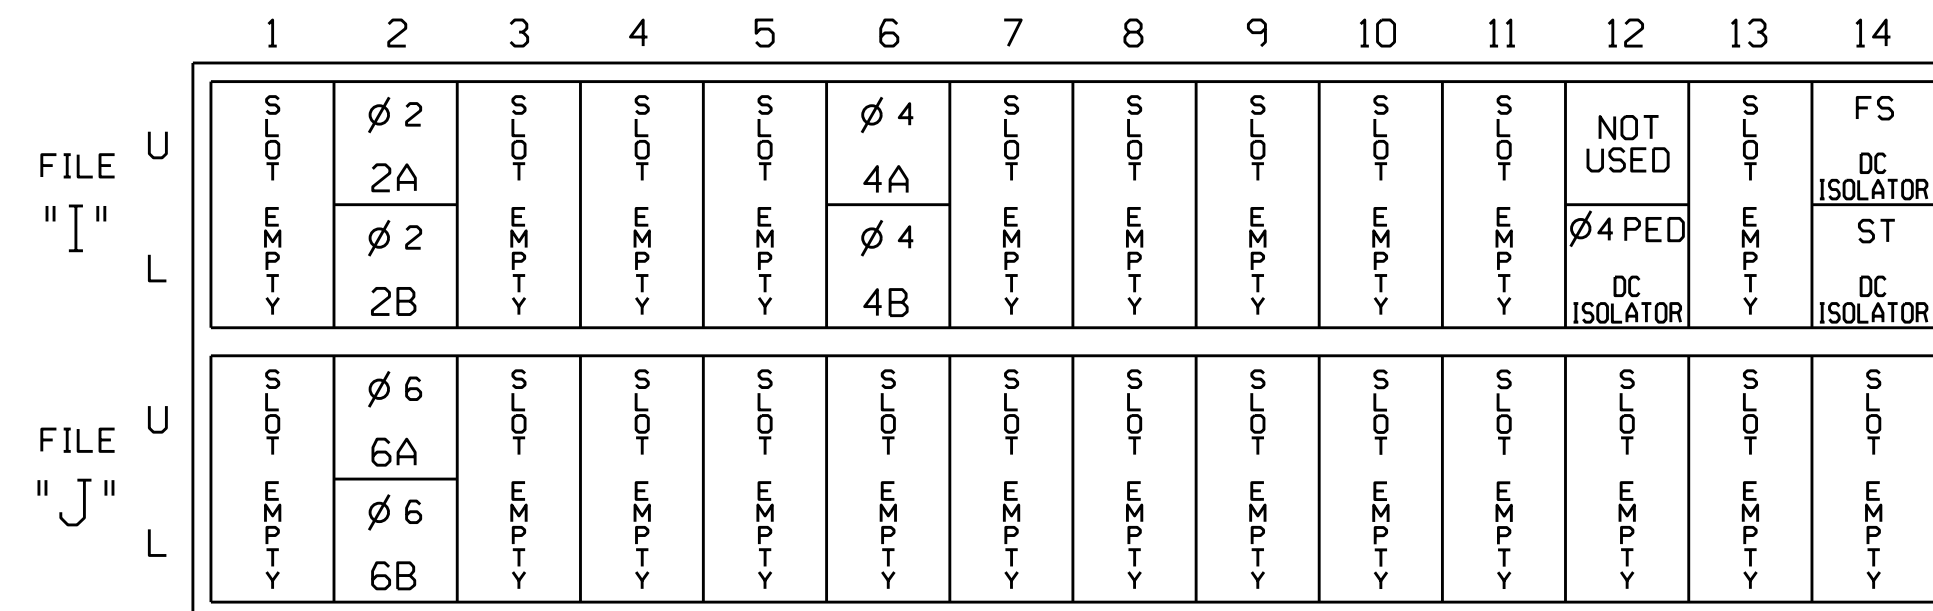 1 2 3 4 5 6 7 8 9 10 11 12 13 14
FILE "I"
U
L
SLOT EMPTY
Ø 2
2A
Ø 2
2B
SLOT EMPTY
SLOT EMPTY
SLOT EMPTY
Ø 4
4A
Ø 4
4B
SLOT EMPTY
SLOT EMPTY
SLOT EMPTY
SLOT EMPTY
SLOT EMPTY
NOT
USED
Ø4 PED
DC
ISOLATOR
SLOT EMPTY
FS
DC
ISOLATOR
ST
DC
ISOLATOR
FILE "J"
U
L
SLOT EMPTY
Ø 6
6A
Ø 6
6B
SLOT EMPTY
SLOT EMPTY
SLOT EMPTY
SLOT EMPTY
SLOT EMPTY
SLOT EMPTY
SLOT EMPTY
SLOT EMPTY
SLOT EMPTY
SLOT EMPTY
SLOT EMPTY
SLOT EMPTY